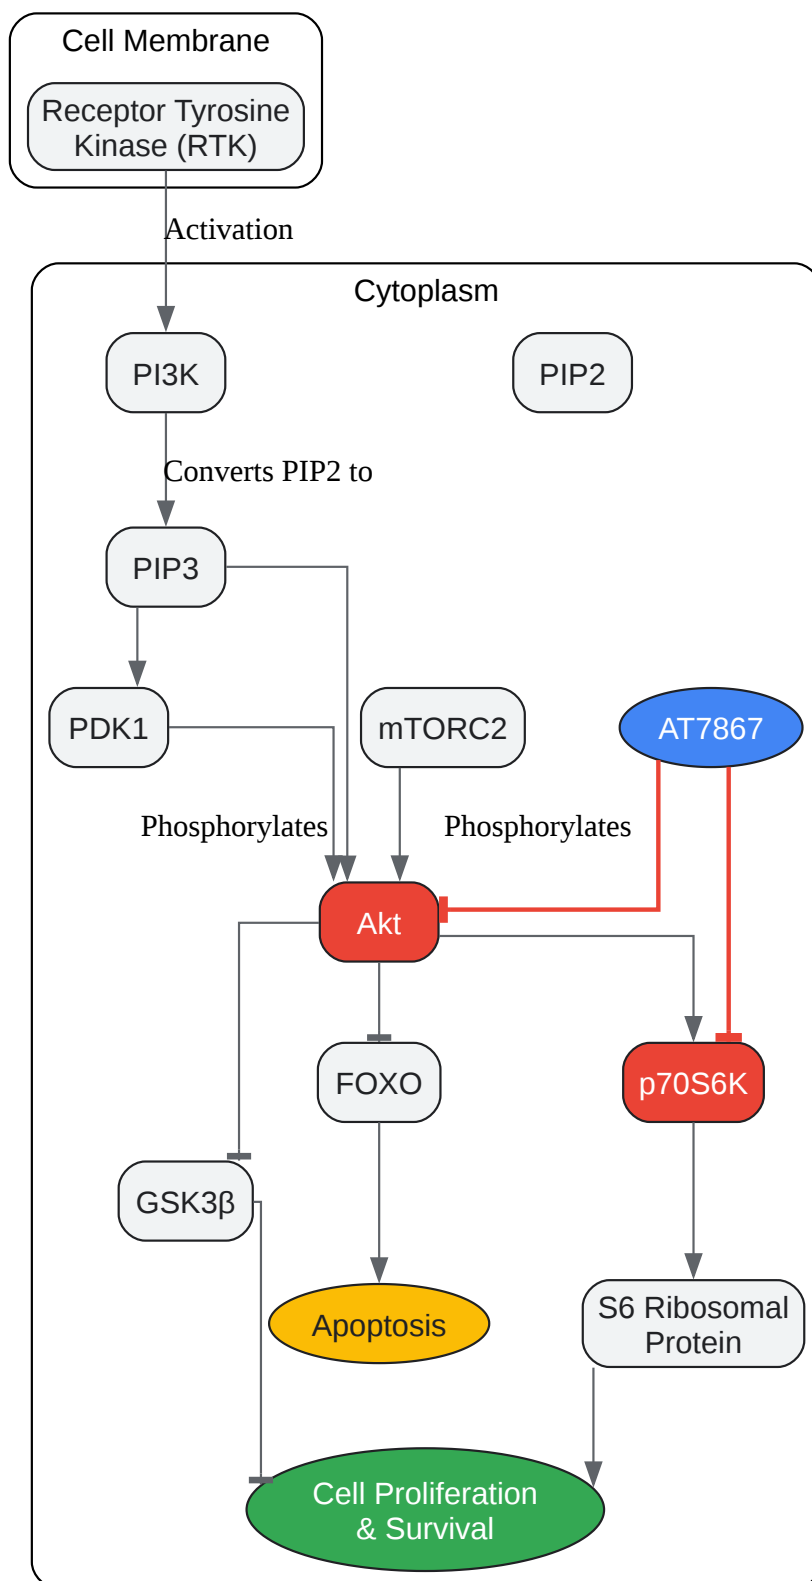 Cell Membrane
Receptor Tyrosine
Kinase (RTK)
Activation
Cytoplasm
PI3K
PIP2
Converts PIP2 to
PIP3
PDK1
mTORC2
AT7867
Phosphorylates
Phosphorylates
Akt
FOXO
p70S6K
GSK3β
Apoptosis
S6 Ribosomal
Protein
Cell Proliferation
& Survival